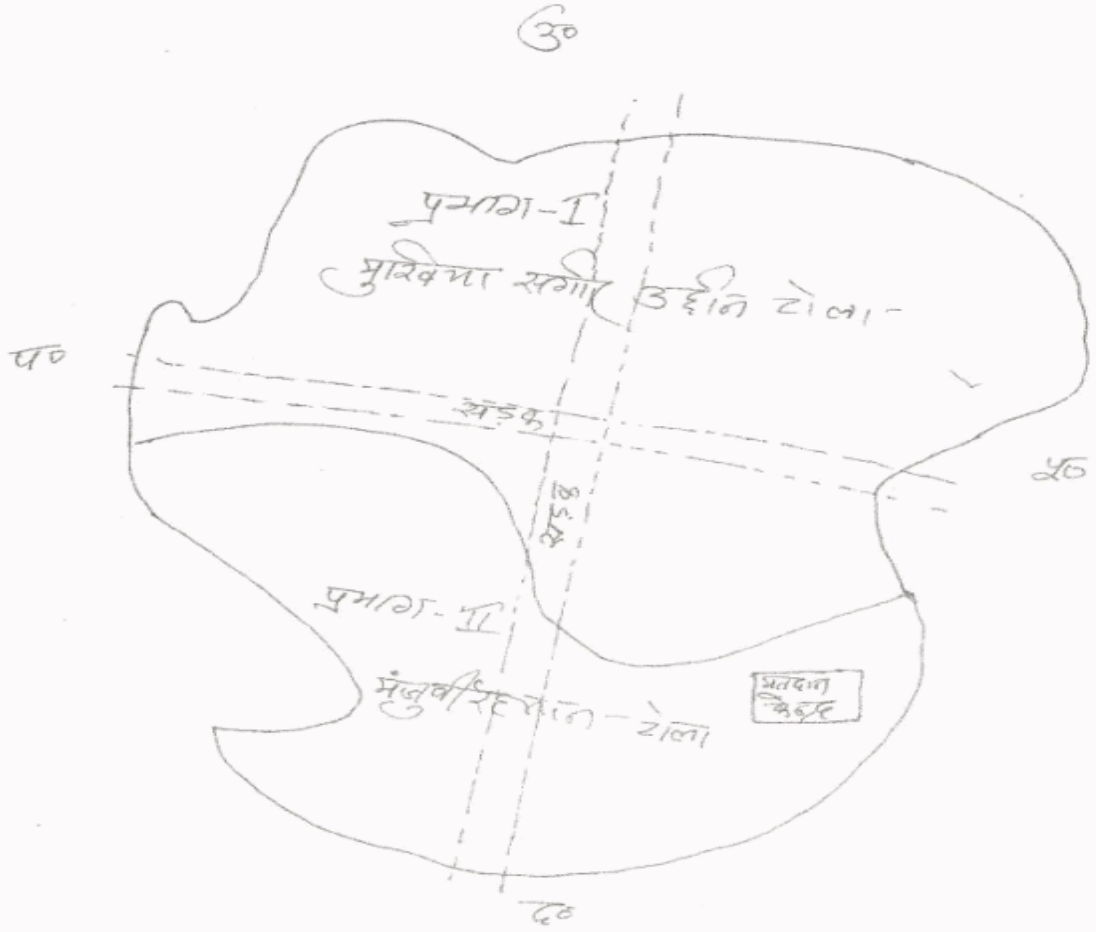 उ०
प्रभाग-I
मुखिया सगीर उद्दीन टोला-
प०
सड़क
पू०
सड़क
प्रभाग-II
टोला
मतदान
केन्द्र
द०